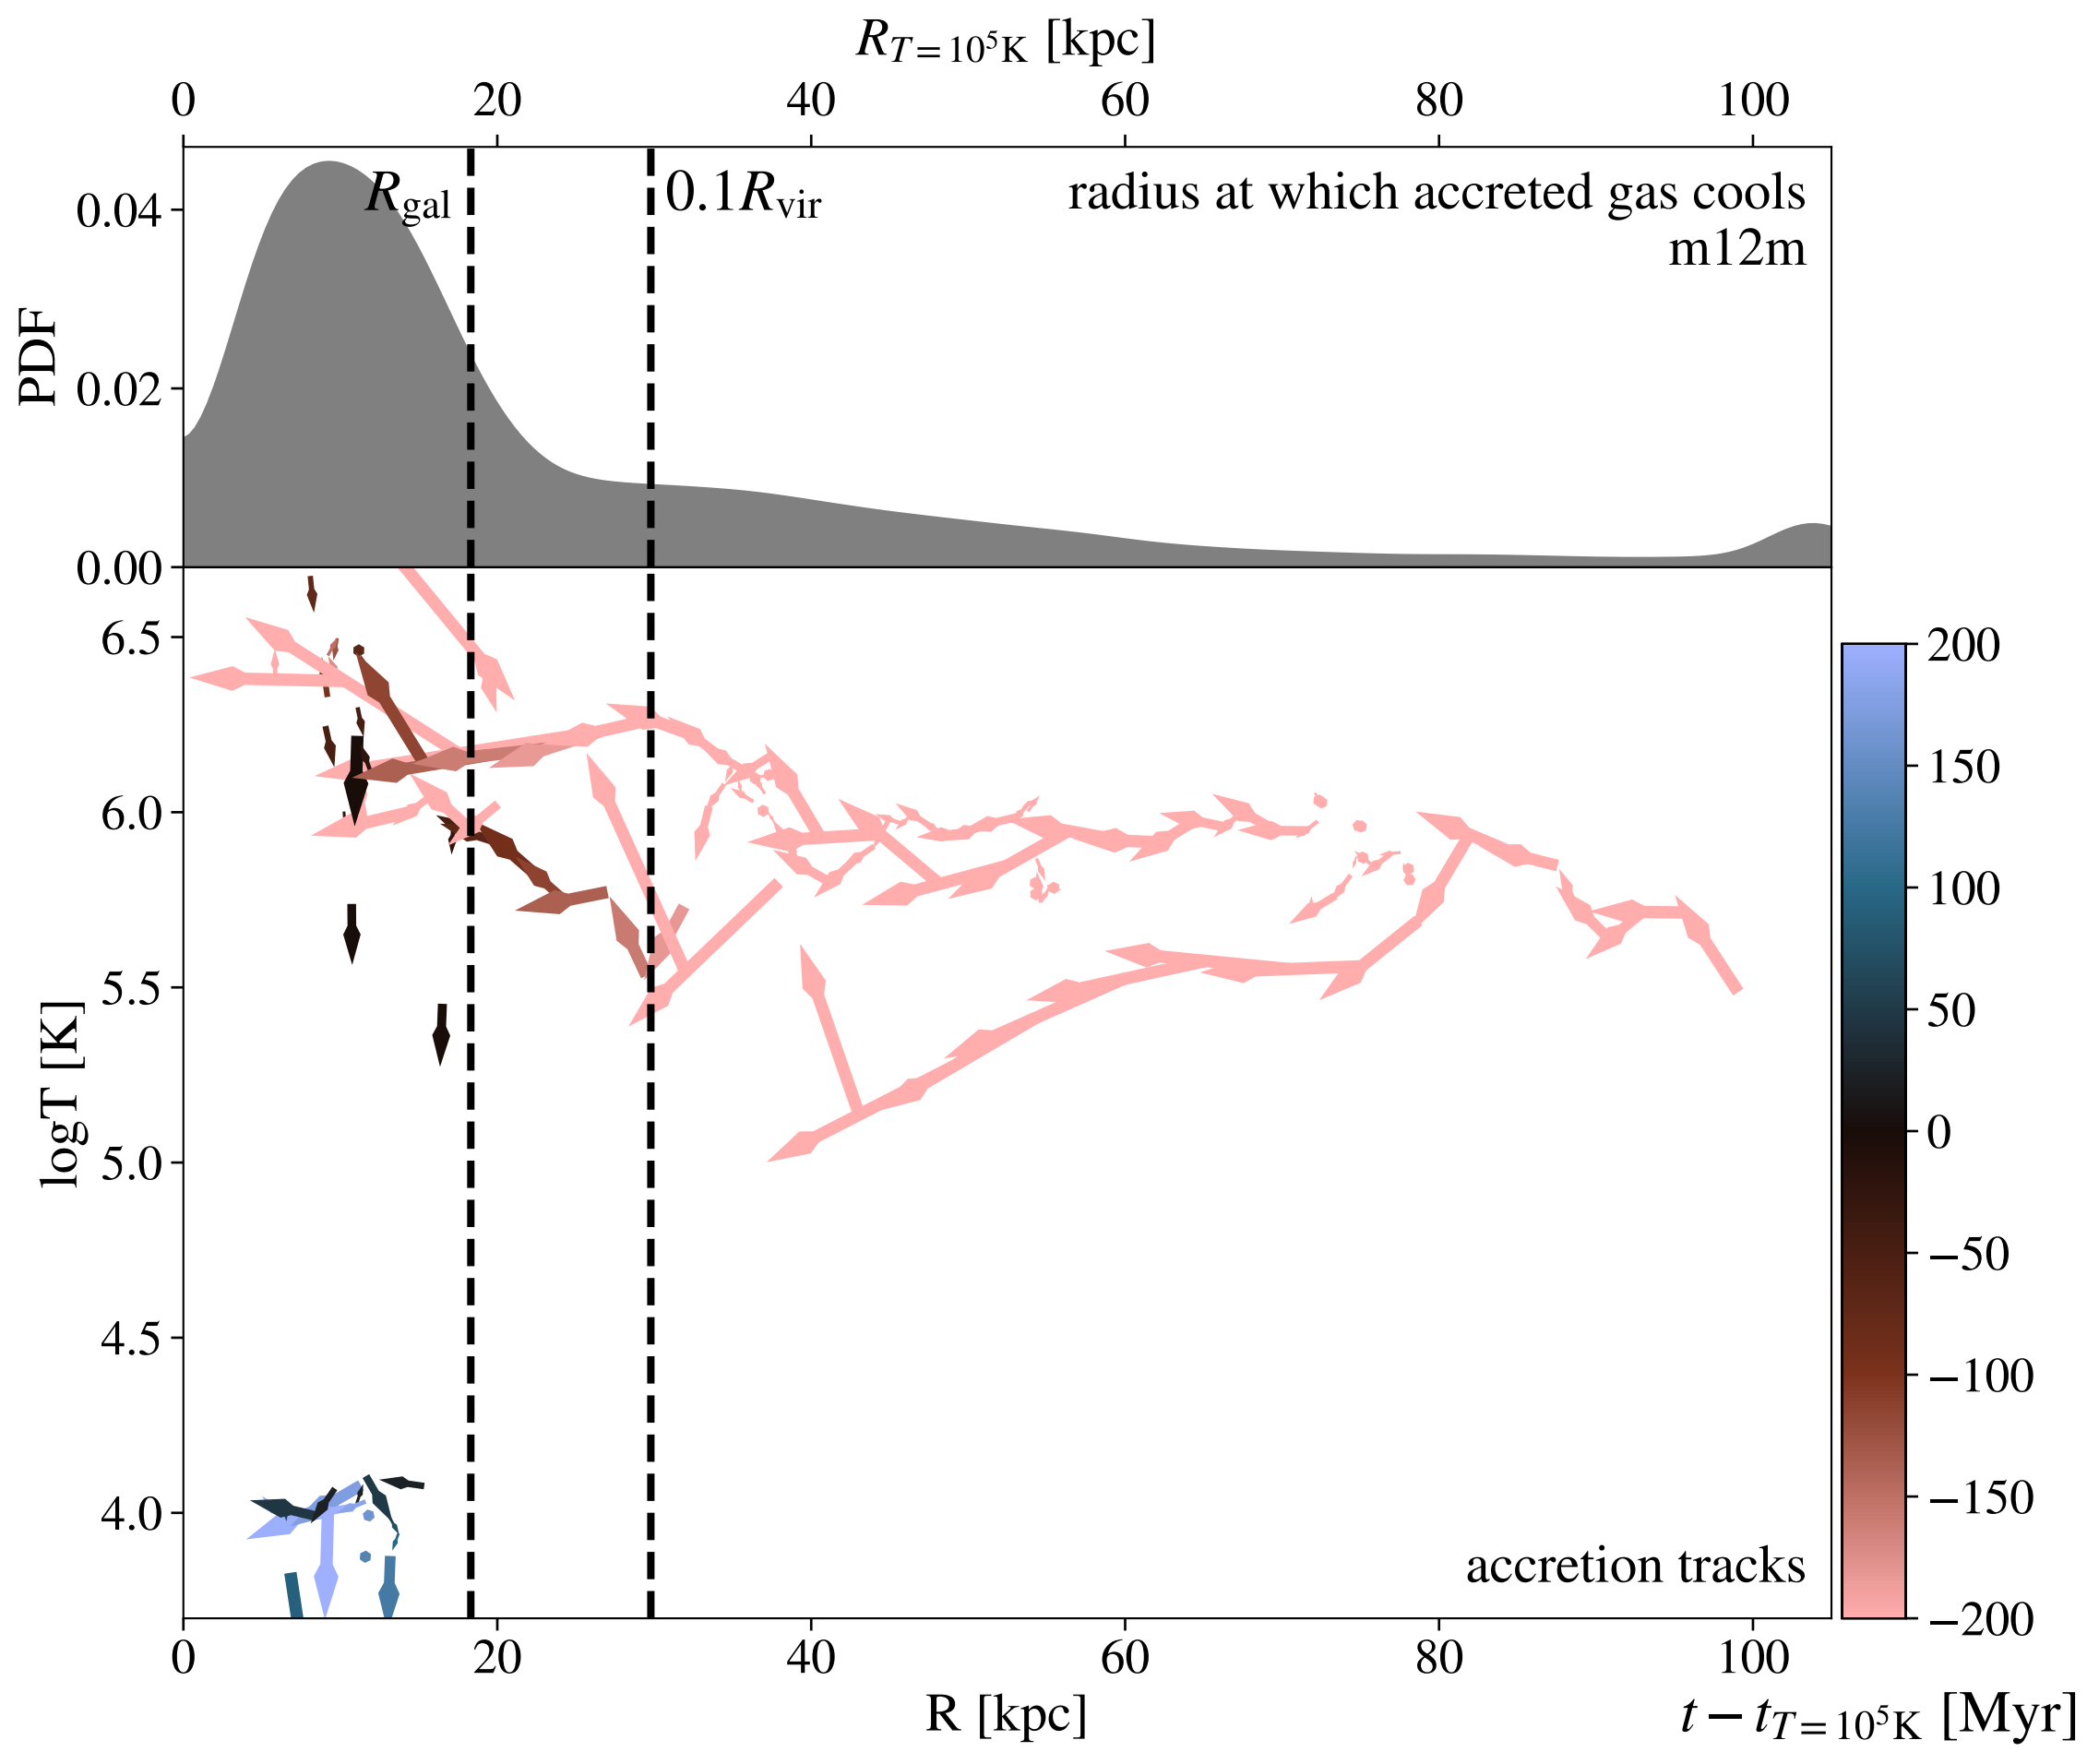 R_{T=10^5K} [kpc]
0 20 40 60 80 100
R_gal 0.1R_vir radius at which accreted gas cools
m12m
PDF
0.04
0.02
0.00
logT [K]
6.5
6.0
5.5
5.0
4.5
4.0
accretion tracks
0 20 40 60 80 100
R [kpc]
200
150
100
50
0
−50
−100
−150
−200
t − t_{T=10^5K} [Myr]